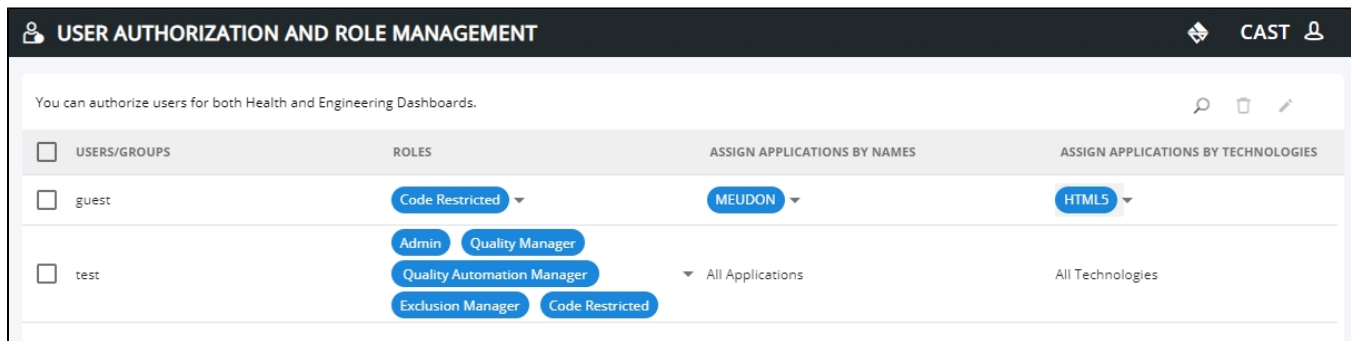 USER AUTHORIZATION AND ROLE MANAGEMENT CAST
You can authorize users for both Health and Engineering Dashboards.
USERS/GROUPS ROLES ASSIGN APPLICATIONS BY NAMES ASSIGN APPLICATIONS BY TECHNOLOGIES
guest Code Restricted MEUDON HTML5
Admin Quality Manager
test Quality Automation Manager All Applications All Technologies
Exclusion Manager Code Restricted